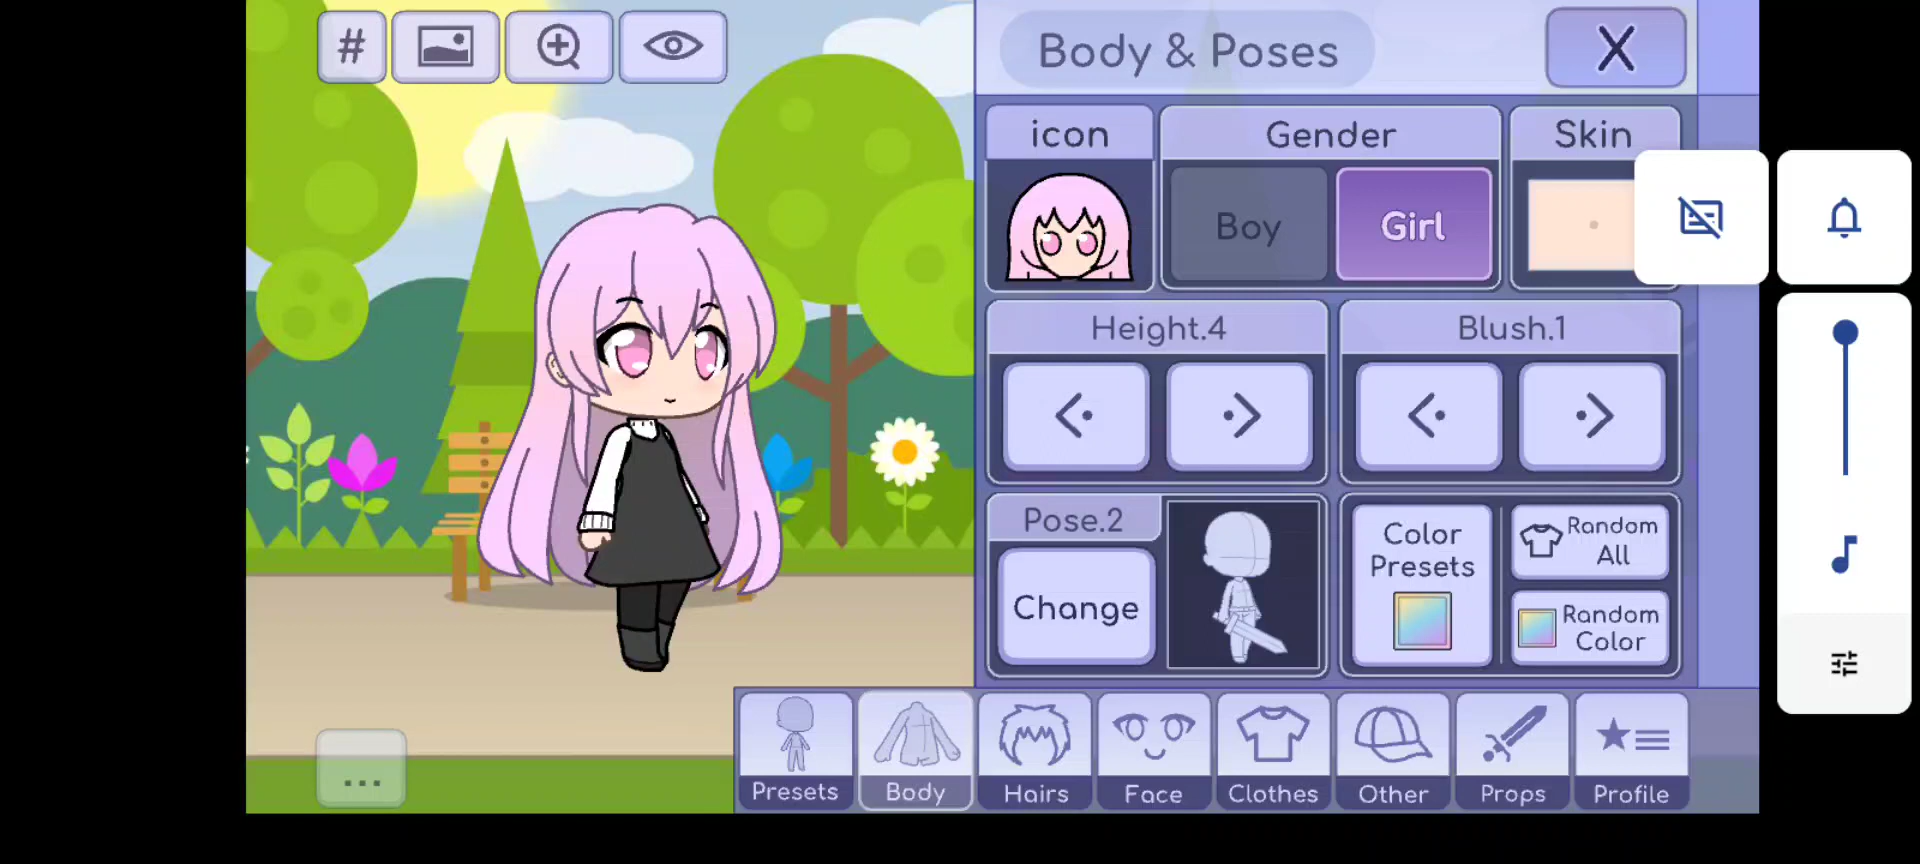 #
Body & Poses
X
icon
Gender
Skin
Boy
Girl
Height.4
Blush.1
Pose.2
Change
Color
Presets
Random
All
Random
Color
...
Presets
Body
Hairs
Face
Clothes
Other
Props
Profile